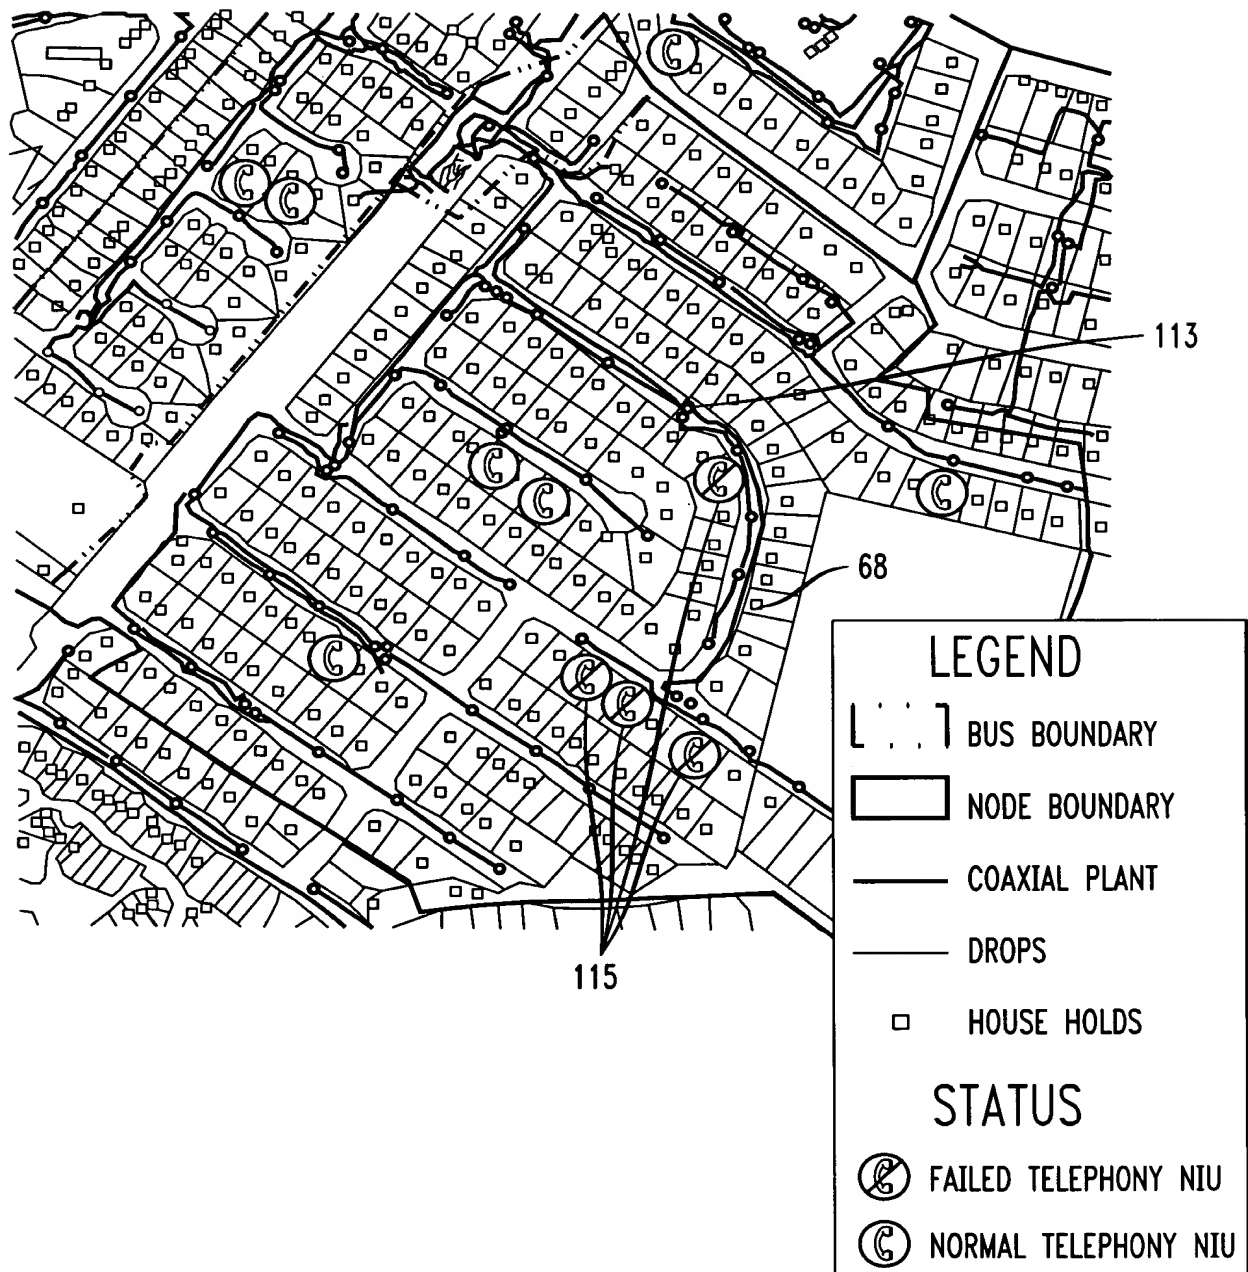 113
68
115
LEGEND
BUS BOUNDARY
NODE BOUNDARY
COAXIAL PLANT
DROPS
HOUSE HOLDS
STATUS
FAILED TELEPHONY NIU
NORMAL TELEPHONY NIU